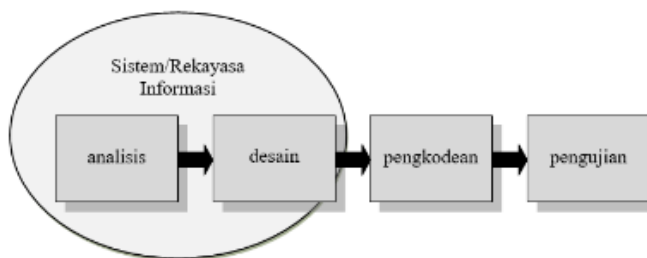 Sistem/Rekayasa
Informasi
analisis
desain
pengkodean
pengujian